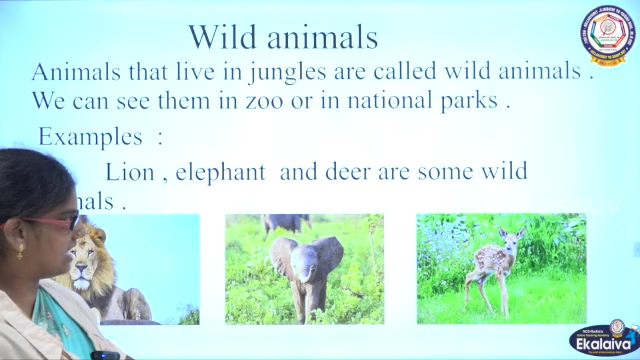 Wild animals
Animals that live in jungles are called wild animals .
We can see them in zoo or in national parks .
Examples :
Lion , elephant and deer are some wild
mals .
Ekalaiva